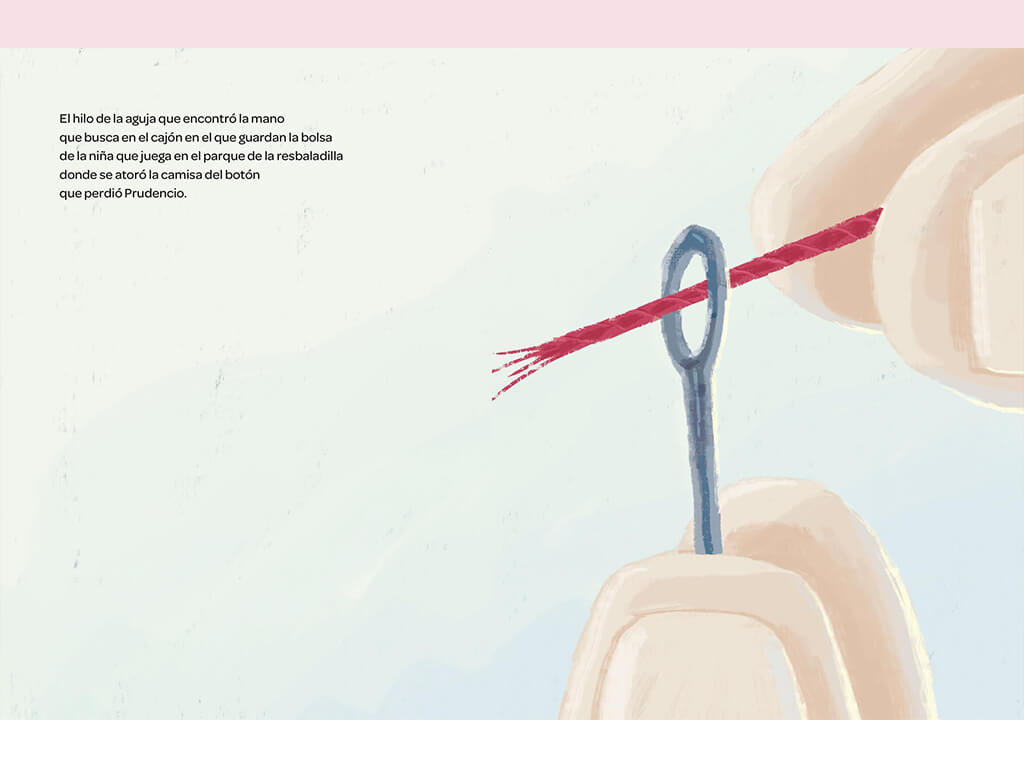 El hilo de la aguja que encontró la mano
que busca en el cajón en el que guardan la bolsa
de la niña que juega en el parque de la resbaladilla
donde se atoró la camisa del botón
que perdió Prudencio.